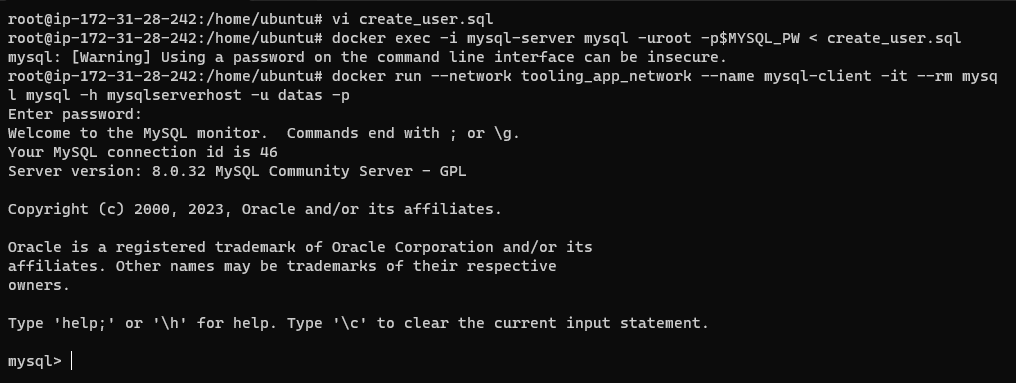 root@ip-172-31-28-242:/home/ubuntu# vi create_user.sql
root@ip-172-31-28-242:/home/ubuntu# docker exec -i mysql-server mysql -uroot -p$MYSQL_PW < create_user.sql
mysql: [Warning] Using a password on the command line interface can be insecure.
root@ip-172-31-28-242:/home/ubuntu# docker run --network tooling_app_network --name mysql-client -it --rm mysq
l mysql -h mysqlserverhost -u datas -p
Enter password:
Welcome to the MySQL monitor.  Commands end with ; or \g.
Your MySQL connection id is 46
Server version: 8.0.32 MySQL Community Server - GPL

Copyright (c) 2000, 2023, Oracle and/or its affiliates.

Oracle is a registered trademark of Oracle Corporation and/or its
affiliates. Other names may be trademarks of their respective
owners.

Type 'help;' or '\h' for help. Type '\c' to clear the current input statement.

mysql>